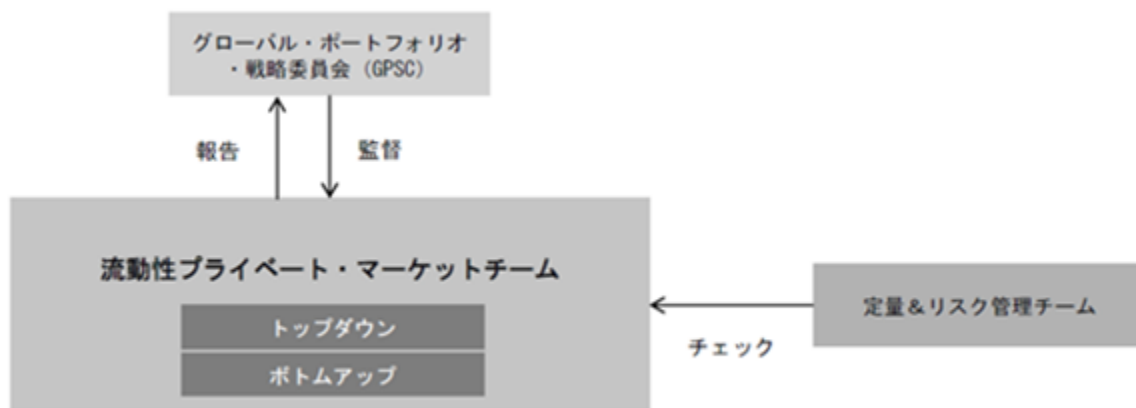 グローバル・ポートフォリオ
・戦略委員会（GPSC）
報告
監督
流動性プライベート・マーケットチーム
トップダウン
ボトムアップ
チェック
定量＆リスク管理チーム